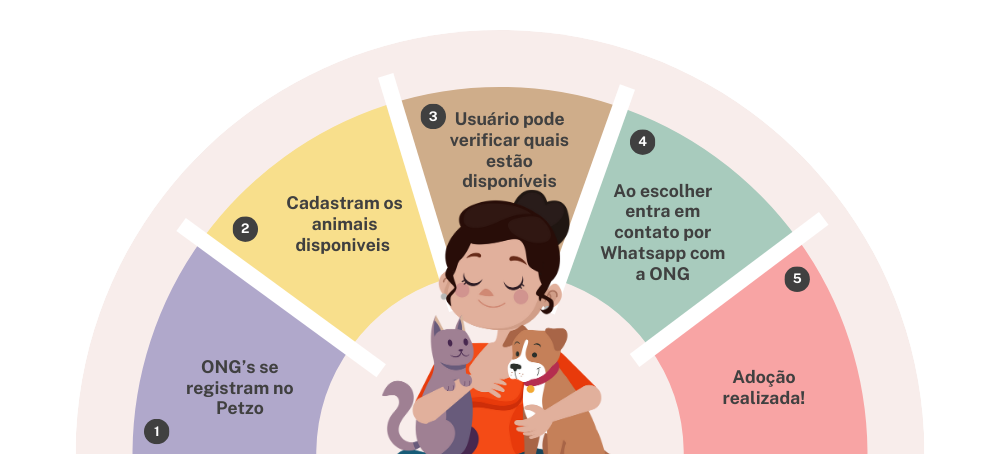 1
ONG's se
registram no
Petzo
2
Cadastram os
animais
disponiveis
3
Usuário pode
verificar quais
estão
disponíveis
4
Ao escolher
entra em
contato por
Whatsapp com
a ONG
5
Adoção
realizada!